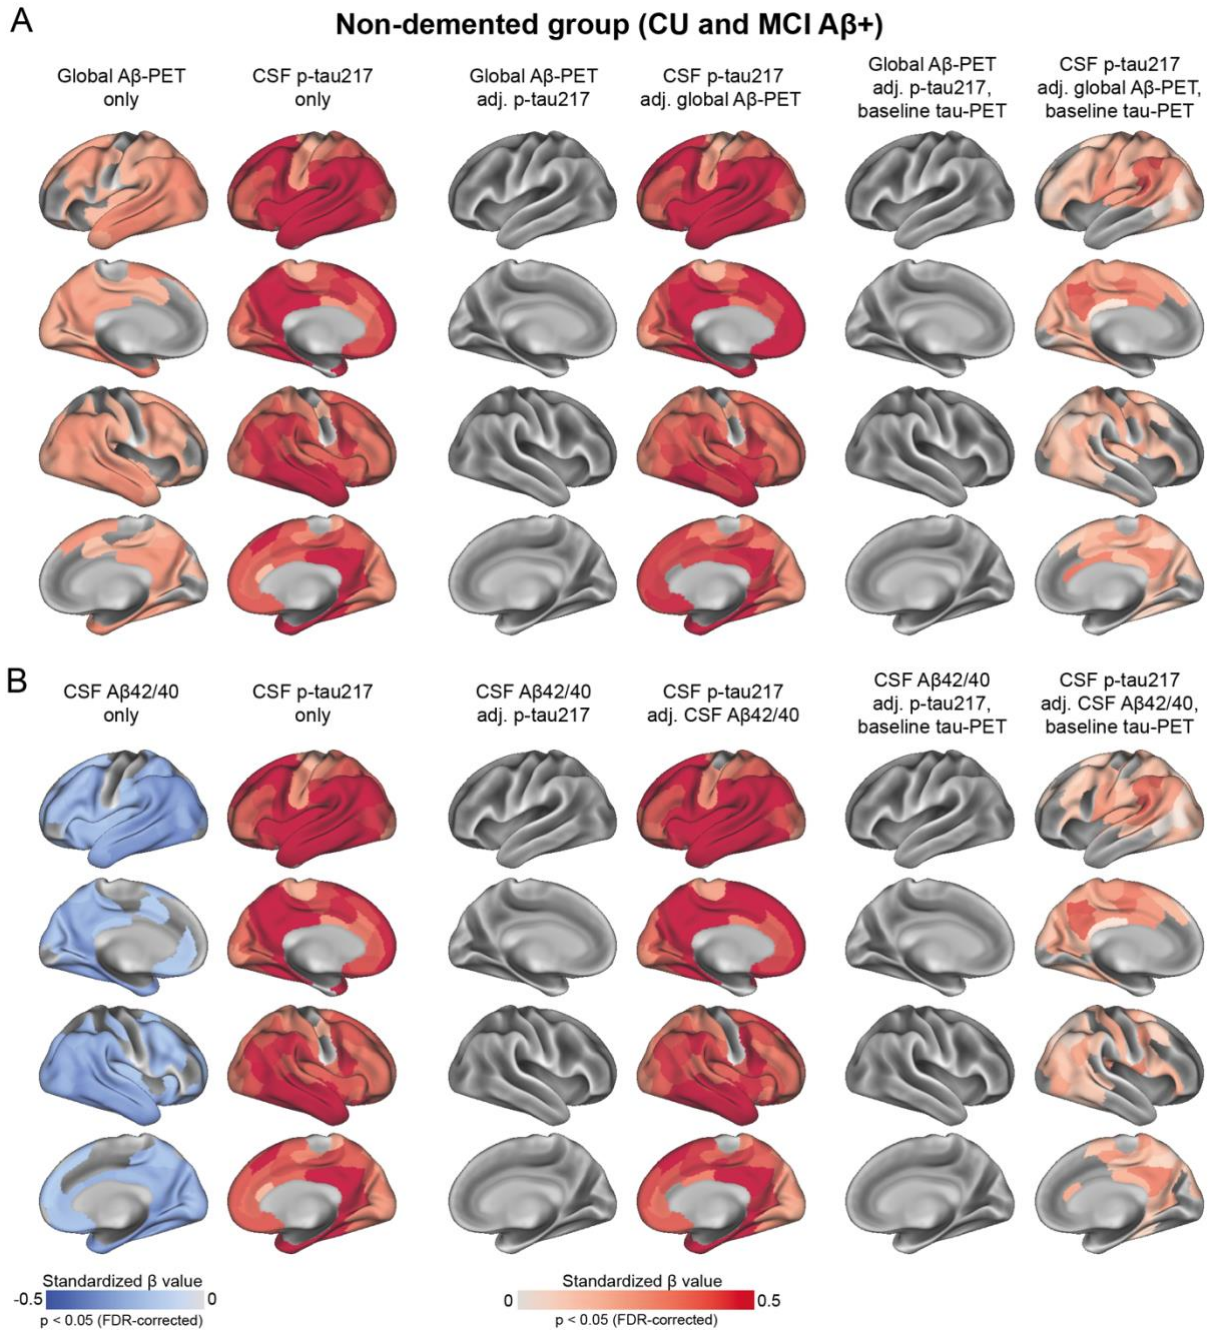 A
Non-demented group (CU and MCI Aβ+)
Global Aβ-PET
only
CSF p-tau217
only
Global Aβ-PET
adj. p-tau217
CSF p-tau217
adj. global Aβ-PET
Global Aβ-PET
adj. p-tau217,
baseline tau-PET
CSF p-tau217
adj. global Aβ-PET,
baseline tau-PET
B
CSF Aβ42/40
only
CSF p-tau217
only
CSF Aβ42/40
adj. p-tau217
CSF p-tau217
adj. CSF Aβ42/40
CSF Aβ42/40
adj. p-tau217,
baseline tau-PET
CSF p-tau217
adj. CSF Aβ42/40,
baseline tau-PET
Standardized β value
-0.5 0
p < 0.05 (FDR-corrected)
Standardized β value
0 0.5
p < 0.05 (FDR-corrected)